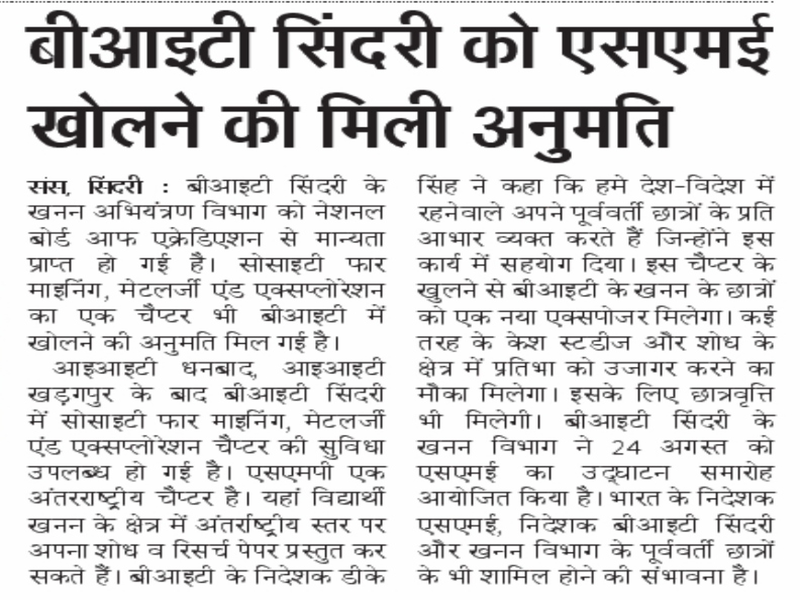 बीआइटी सिंदरी को एसएमई
खोलने की मिली अनुमति
संस, सिंदरी : बीआइटी सिंदरी के
खनन अभियंत्रण विभाग को नेशनल
बोर्ड आफ एक्रेडिएशन से मान्यता
प्राप्त हो गई है। सोसाइटी फार
माइनिंग, मेटलर्जी एंड एक्सप्लोरेशन
का एक चैप्टर भी बीआइटी में
खोलने की अनुमति मिल गई है।
आइआइटी धनबाद, आइआइटी
खड़गपुर के बाद बीआइटी सिंदरी
में सोसाइटी फार माइनिंग, मेटलर्जी
एंड एक्सप्लोरेशन चैप्टर की सुविधा
उपलब्ध हो गई है। एसएमपी एक
अंतरराष्ट्रीय चैप्टर है। यहां विद्यार्थी
खनन के क्षेत्र में अंतर्राष्ट्रीय स्तर पर
अपना शोध व रिसर्च पेपर प्रस्तुत कर
सकते हैं। बीआइटी के निदेशक डीके
सिंह ने कहा कि हमे देश-विदेश में
रहनेवाले अपने पूर्ववर्ती छात्रों के प्रति
आभार व्यक्त करते हैं जिन्होंने इस
कार्य में सहयोग दिया। इस चैप्टर के
खुलने से बीआइटी के खनन के छात्रों
को एक नया एक्सपोजर मिलेगा। कई
तरह के केश स्टडीज और शोध के
क्षेत्र में प्रतिभा को उजागर करने का
मौका मिलेगा। इसके लिए छात्रवृत्ति
भी मिलेगी। बीआइटी सिंदरी के
खनन विभाग ने 24 अगस्त को
एसएमई का उद्घाटन समारोह
आयोजित किया है। भारत के निदेशक
एसएमई, निदेशक बीआइटी सिंदरी
और खनन विभाग के पूर्ववर्ती छात्रों
के भी शामिल होने की संभावना है।